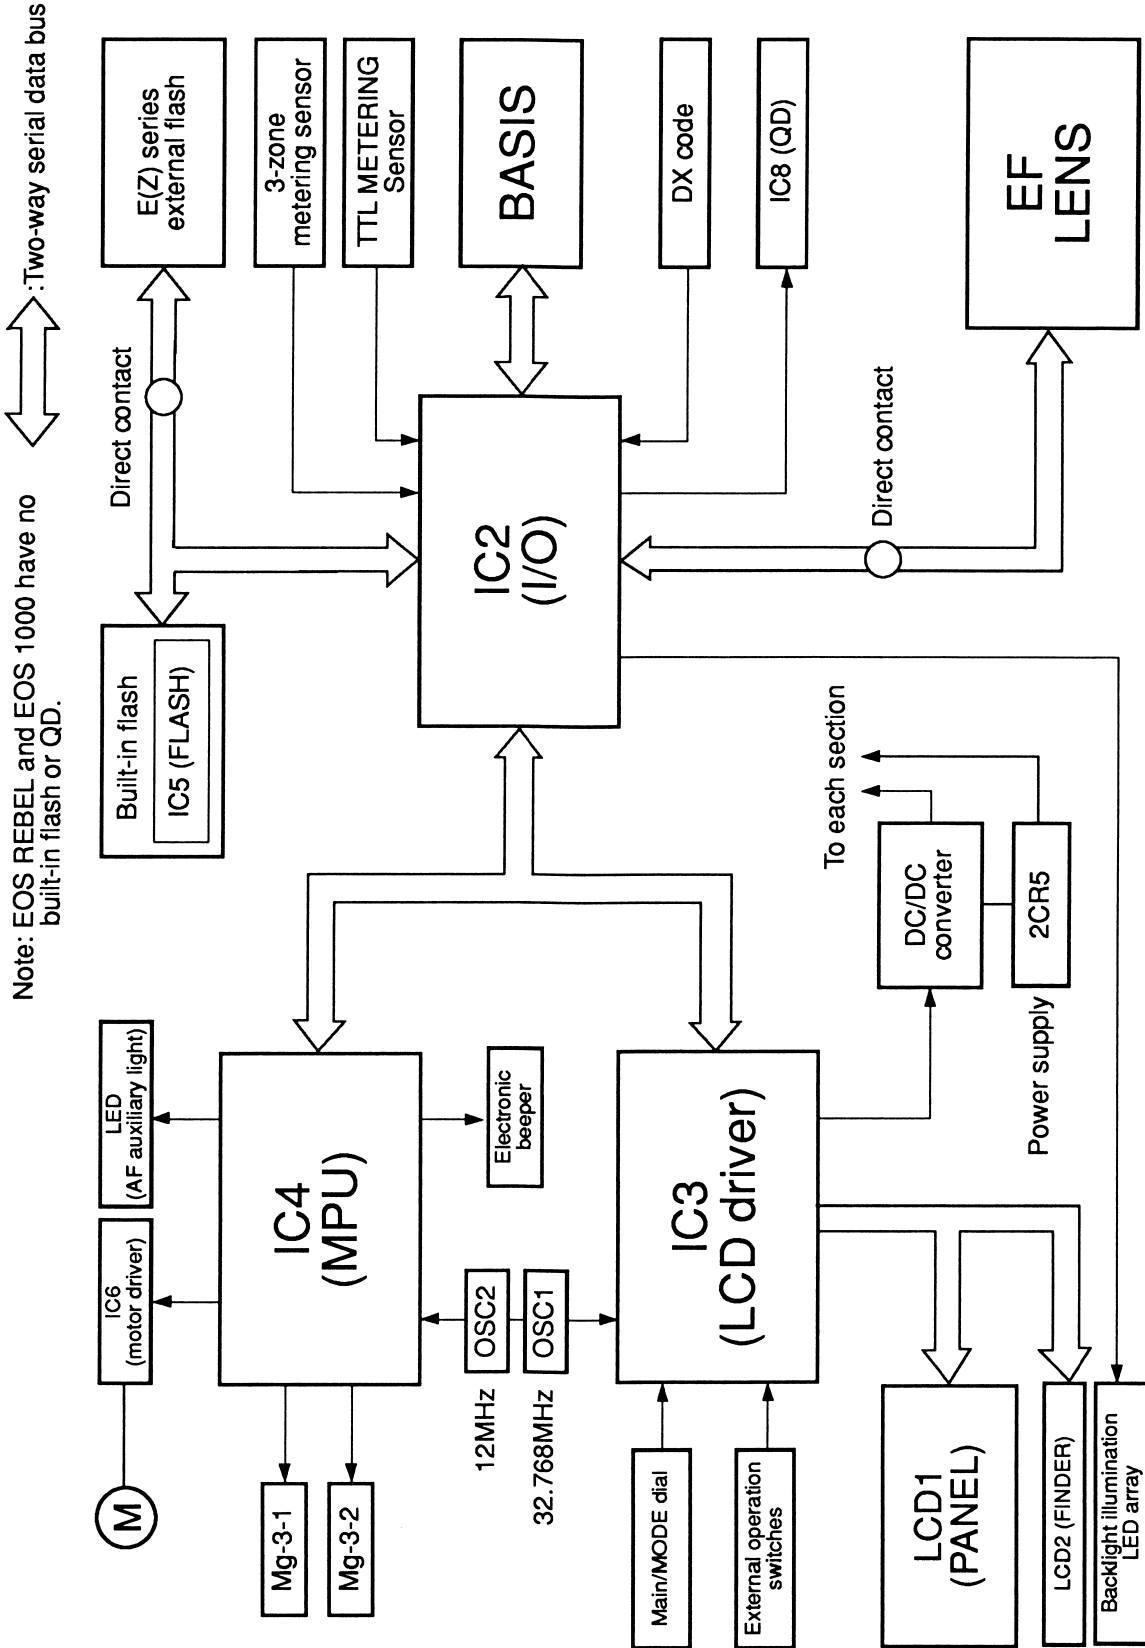 Note: EOS REBEL and EOS 1000 have no
built-in flash or QD.
:Two-way serial data bus
M
IC6
(motor driver)
LED
(AF auxiliary light)
Built-in flash
IC5 (FLASH)
Direct contact
E(Z) series
external flash
3-zone
metering sensor
TTL METERING
Sensor
Mg-3-1
Mg-3-2
IC4
(MPU)
Electronic
beeper
12MHz
OSC2
32.768MHz
OSC1
IC2
(I/O)
BASIS
DX code
IC8 (QD)
Main/MODE dial
External operation
switches
IC3
(LCD driver)
To each section
DC/DC
converter
Power supply
2CR5
Direct contact
EF
LENS
LCD1
(PANEL)
LCD2 (FINDER)
Backlight illumination
LED array